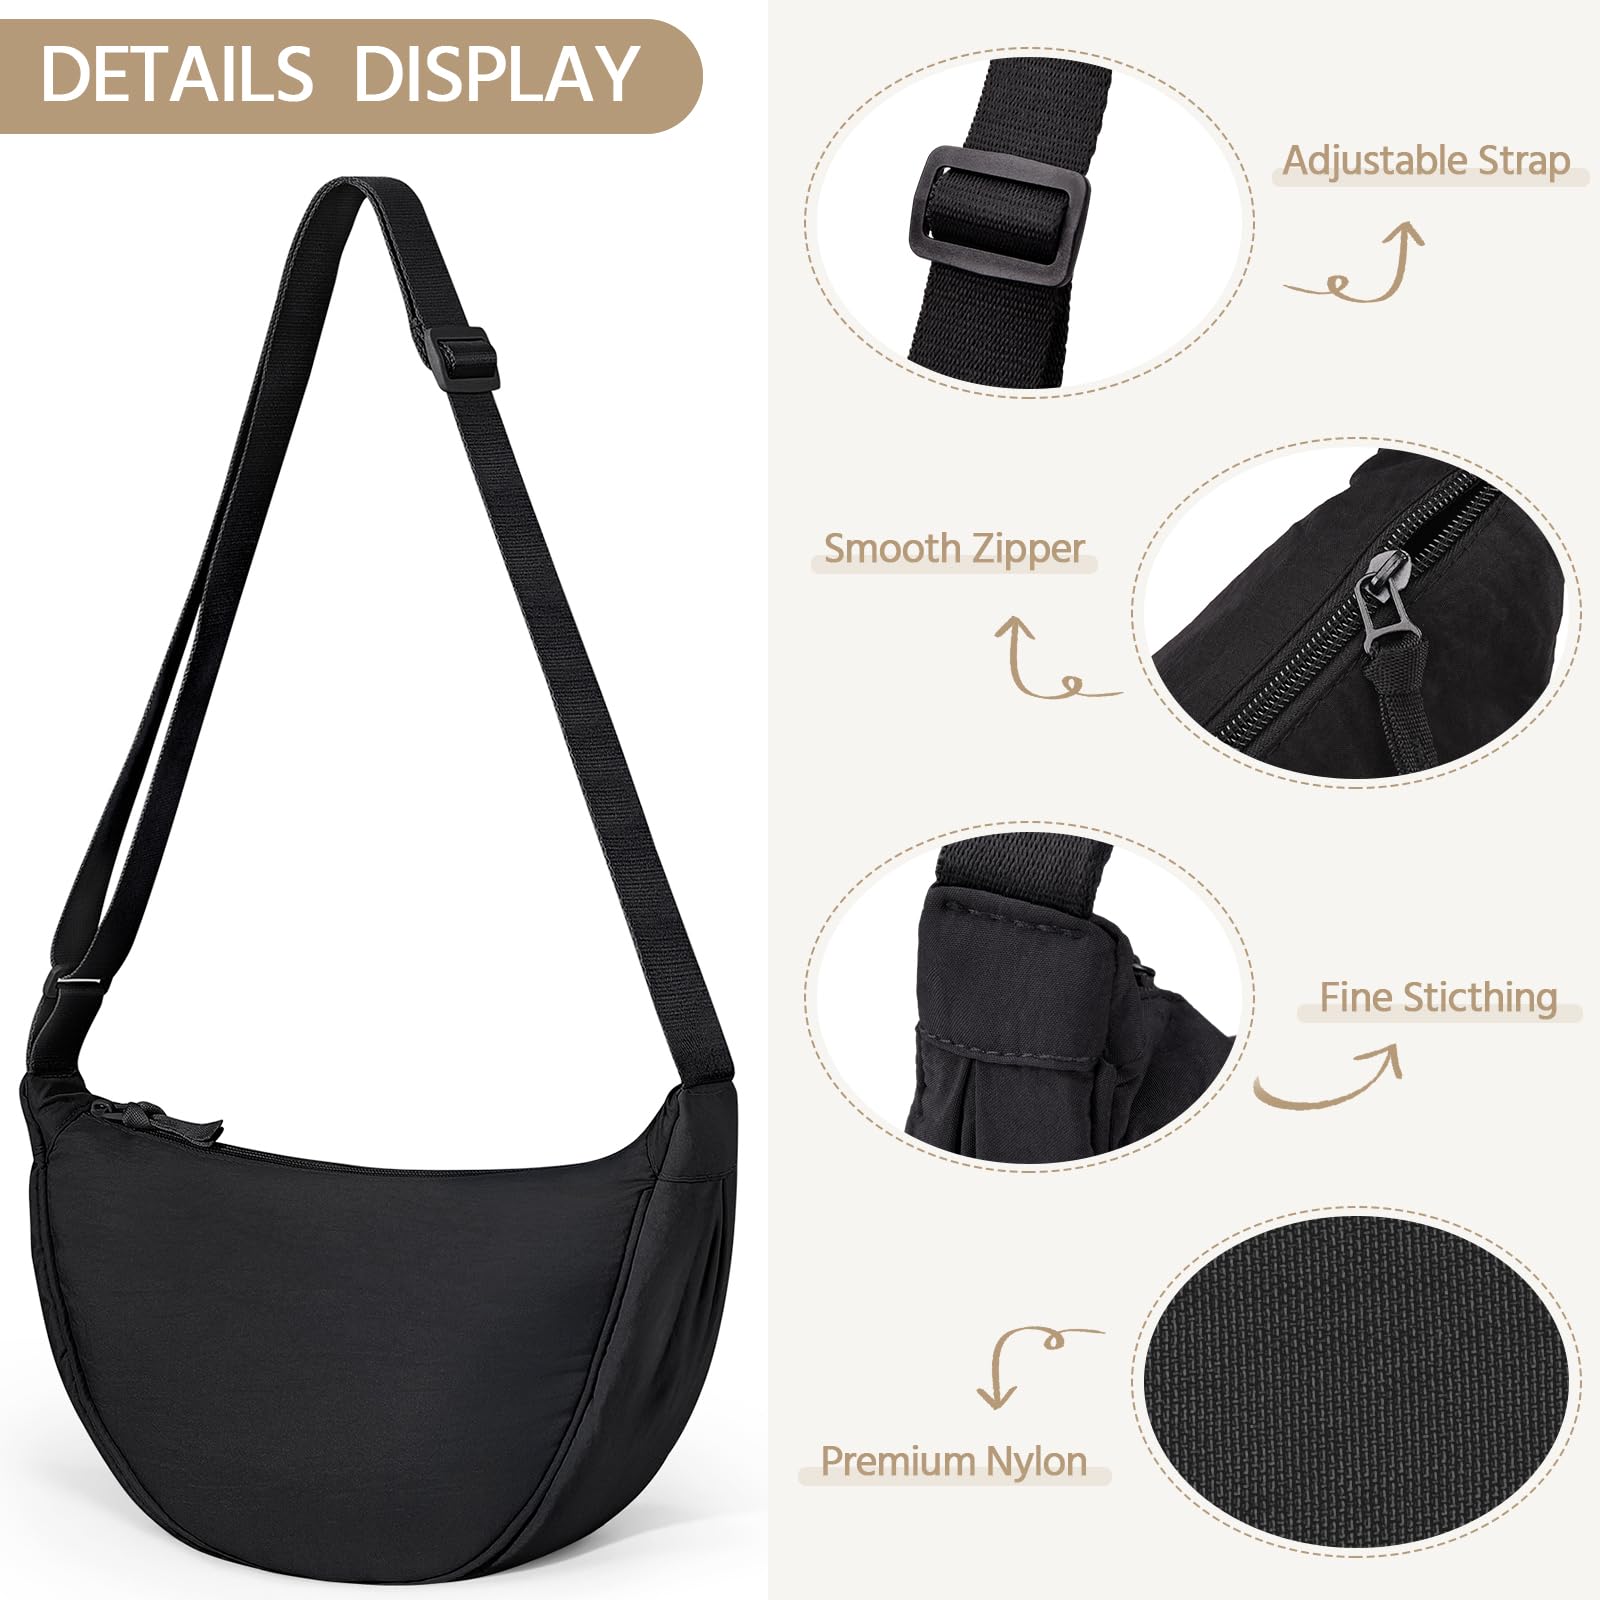 DETAILS DISPLAY
Adjustable Strap
Smooth Zipper
Fine Sticthing
Premium Nylon